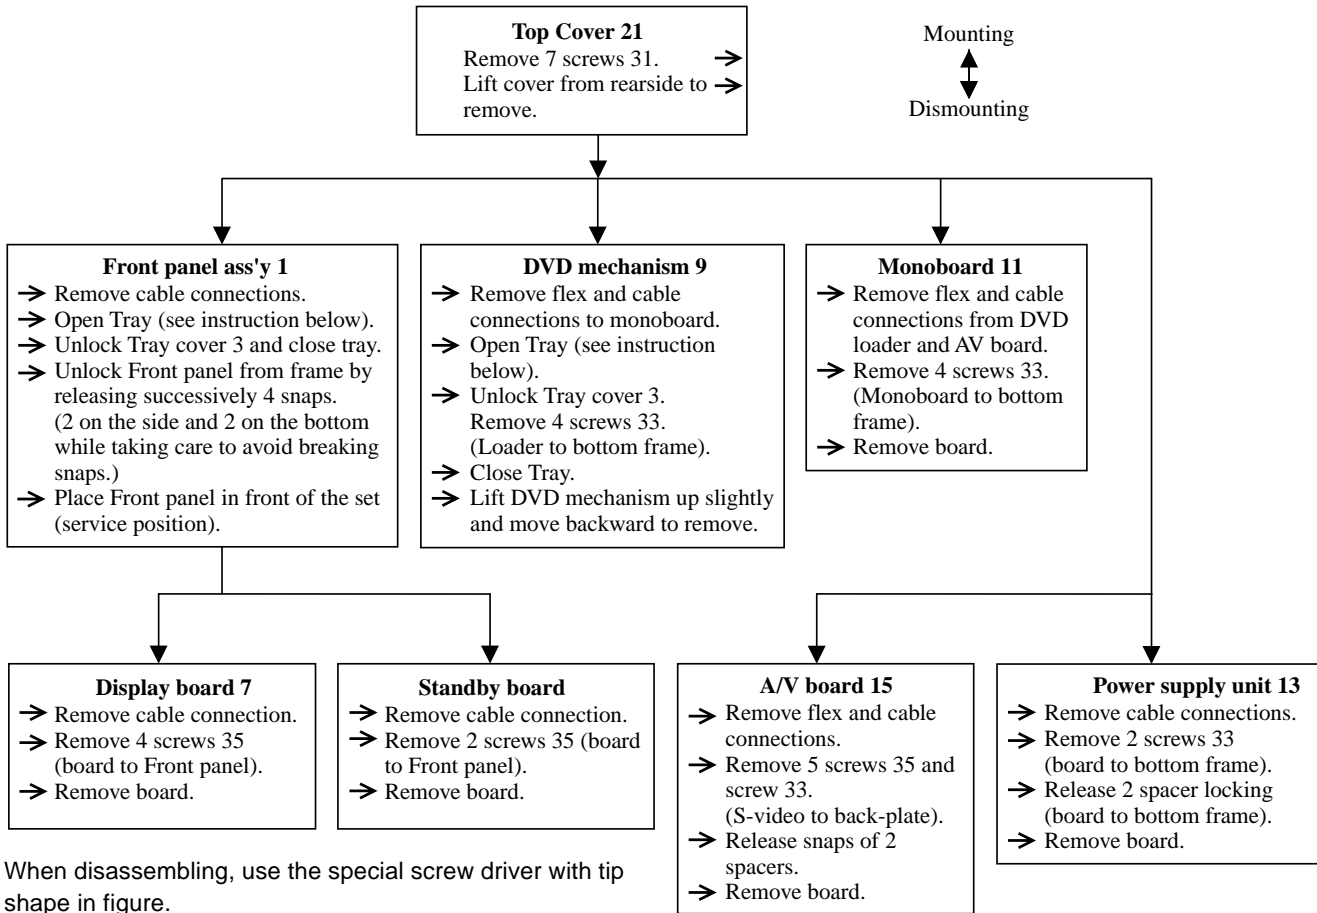 Top Cover 21
Remove 7 screws 31.
Lift cover from rearside to
remove.
Mounting
Dismounting
Front panel ass'y 1
Remove cable connections.
Open Tray (see instruction below).
Unlock Tray cover 3 and close tray.
Unlock Front panel from frame by
releasing successively 4 snaps.
(2 on the side and 2 on the bottom
while taking care to avoid breaking
snaps.)
Place Front panel in front of the set
(service position).
DVD mechanism 9
Remove flex and cable
connections to monoboard.
Open Tray (see instruction
below).
Unlock Tray cover 3.
Remove 4 screws 33.
(Loader to bottom frame).
Close Tray.
Lift DVD mechanism up slightly
and move backward to remove.
Monoboard 11
Remove flex and cable
connections from DVD
loader and AV board.
Remove 4 screws 33.
(Monoboard to bottom
frame).
Remove board.
Display board 7
Remove cable connection.
Remove 4 screws 35
(board to Front panel).
Remove board.
Standby board
Remove cable connection.
Remove 2 screws 35 (board
to Front panel).
Remove board.
A/V board 15
Remove flex and cable
connections.
Remove 5 screws 35 and
screw 33.
(S-video to back-plate).
Release snaps of 2
spacers.
Remove board.
Power supply unit 13
Remove cable connections.
Remove 2 screws 33
(board to bottom frame).
Release 2 spacer locking
(board to bottom frame).
Remove board.
When disassembling, use the special screw driver with tip
shape in figure.